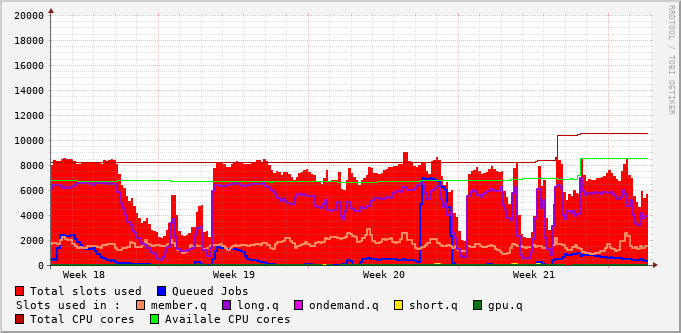 20000
18000
16000
14000
12000
10000
8000
6000
4000
2000
0
Week 18 Week 19 Week 20 Week 21
RRDTOOL / TOBI OETIKER
Total slots used Queued Jobs
Slots used in : member.q long.q ondemand.q short.q gpu.q
Total CPU cores Availale CPU cores